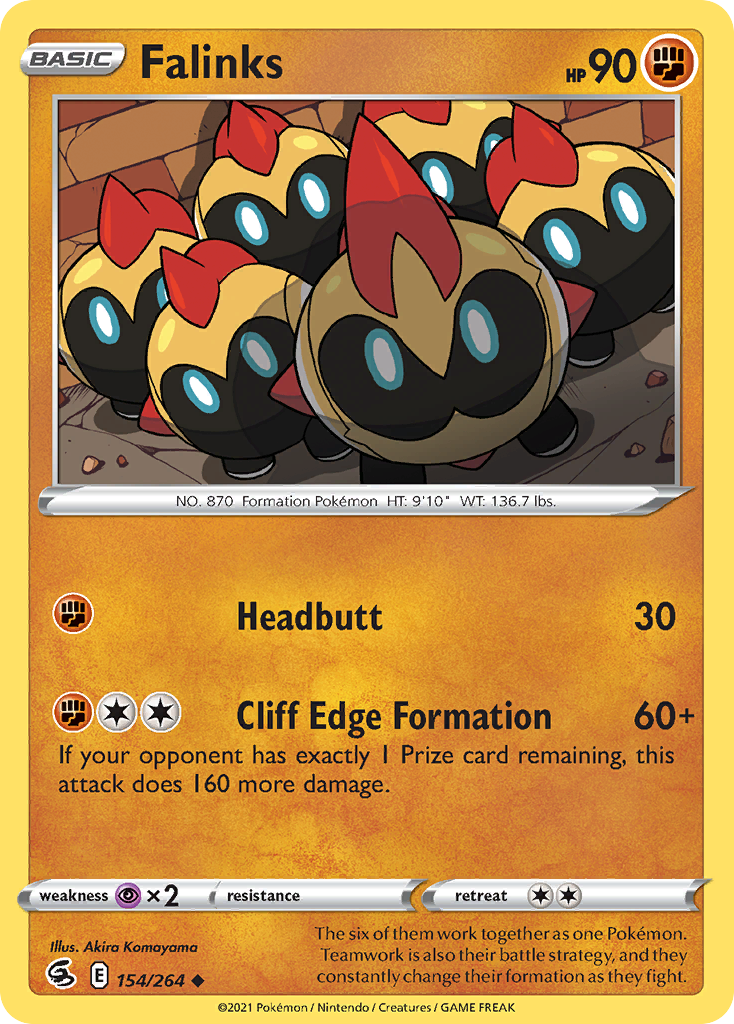 BASIC Falinks HP 90
NO. 870 Formation Pokémon HT: 9'10" WT: 136.7 lbs.
Headbutt 30
Cliff Edge Formation 60+
If your opponent has exactly 1 Prize card remaining, this
attack does 160 more damage.
weakness ×2 resistance retreat
Illus. Akira Komayama
The six of them work together as one Pokémon.
Teamwork is also their battle strategy, and they
constantly change their formation as they fight.
E 154/264
©2021 Pokémon / Nintendo / Creatures / GAME FREAK